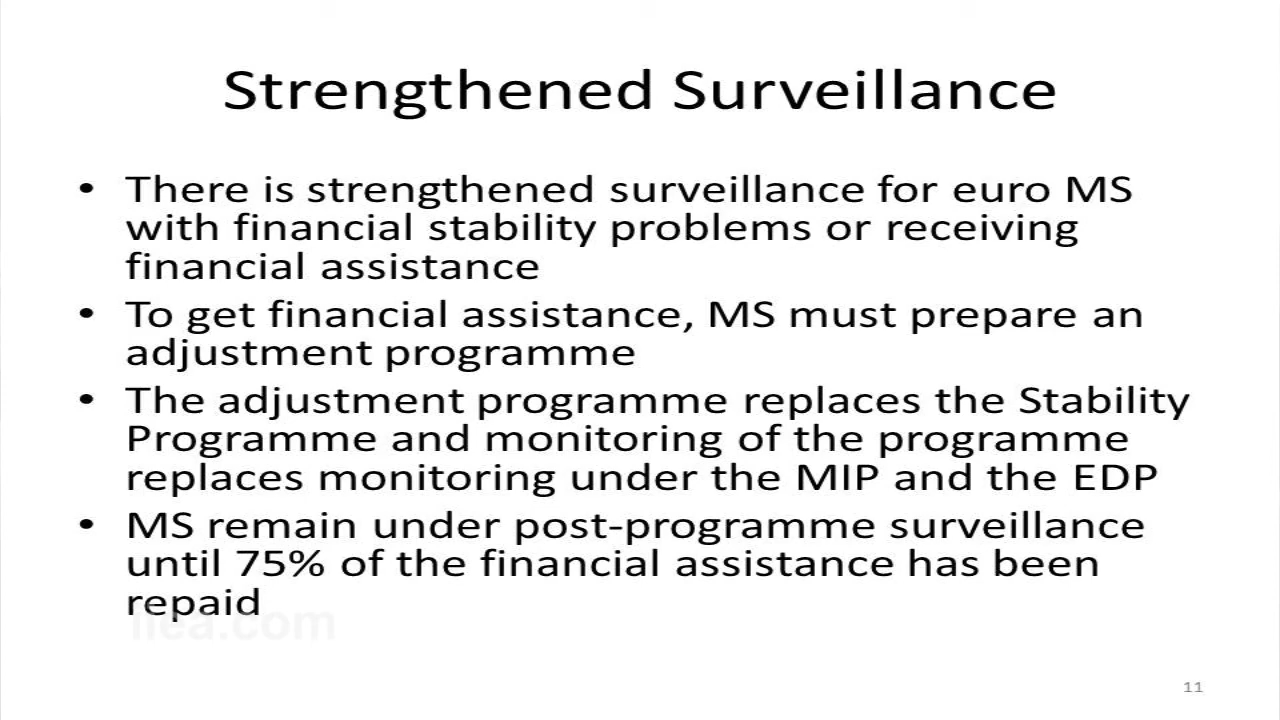 Strengthened Surveillance
• There is strengthened surveillance for euro MS
with financial stability problems or receiving
financial assistance
• To get financial assistance, MS must prepare an
adjustment programme
• The adjustment programme replaces the Stability
Programme and monitoring of the programme
replaces monitoring under the MIP and the EDP
• MS remain under post-programme surveillance
until 75% of the financial assistance has been
repaid
iiea.com
11